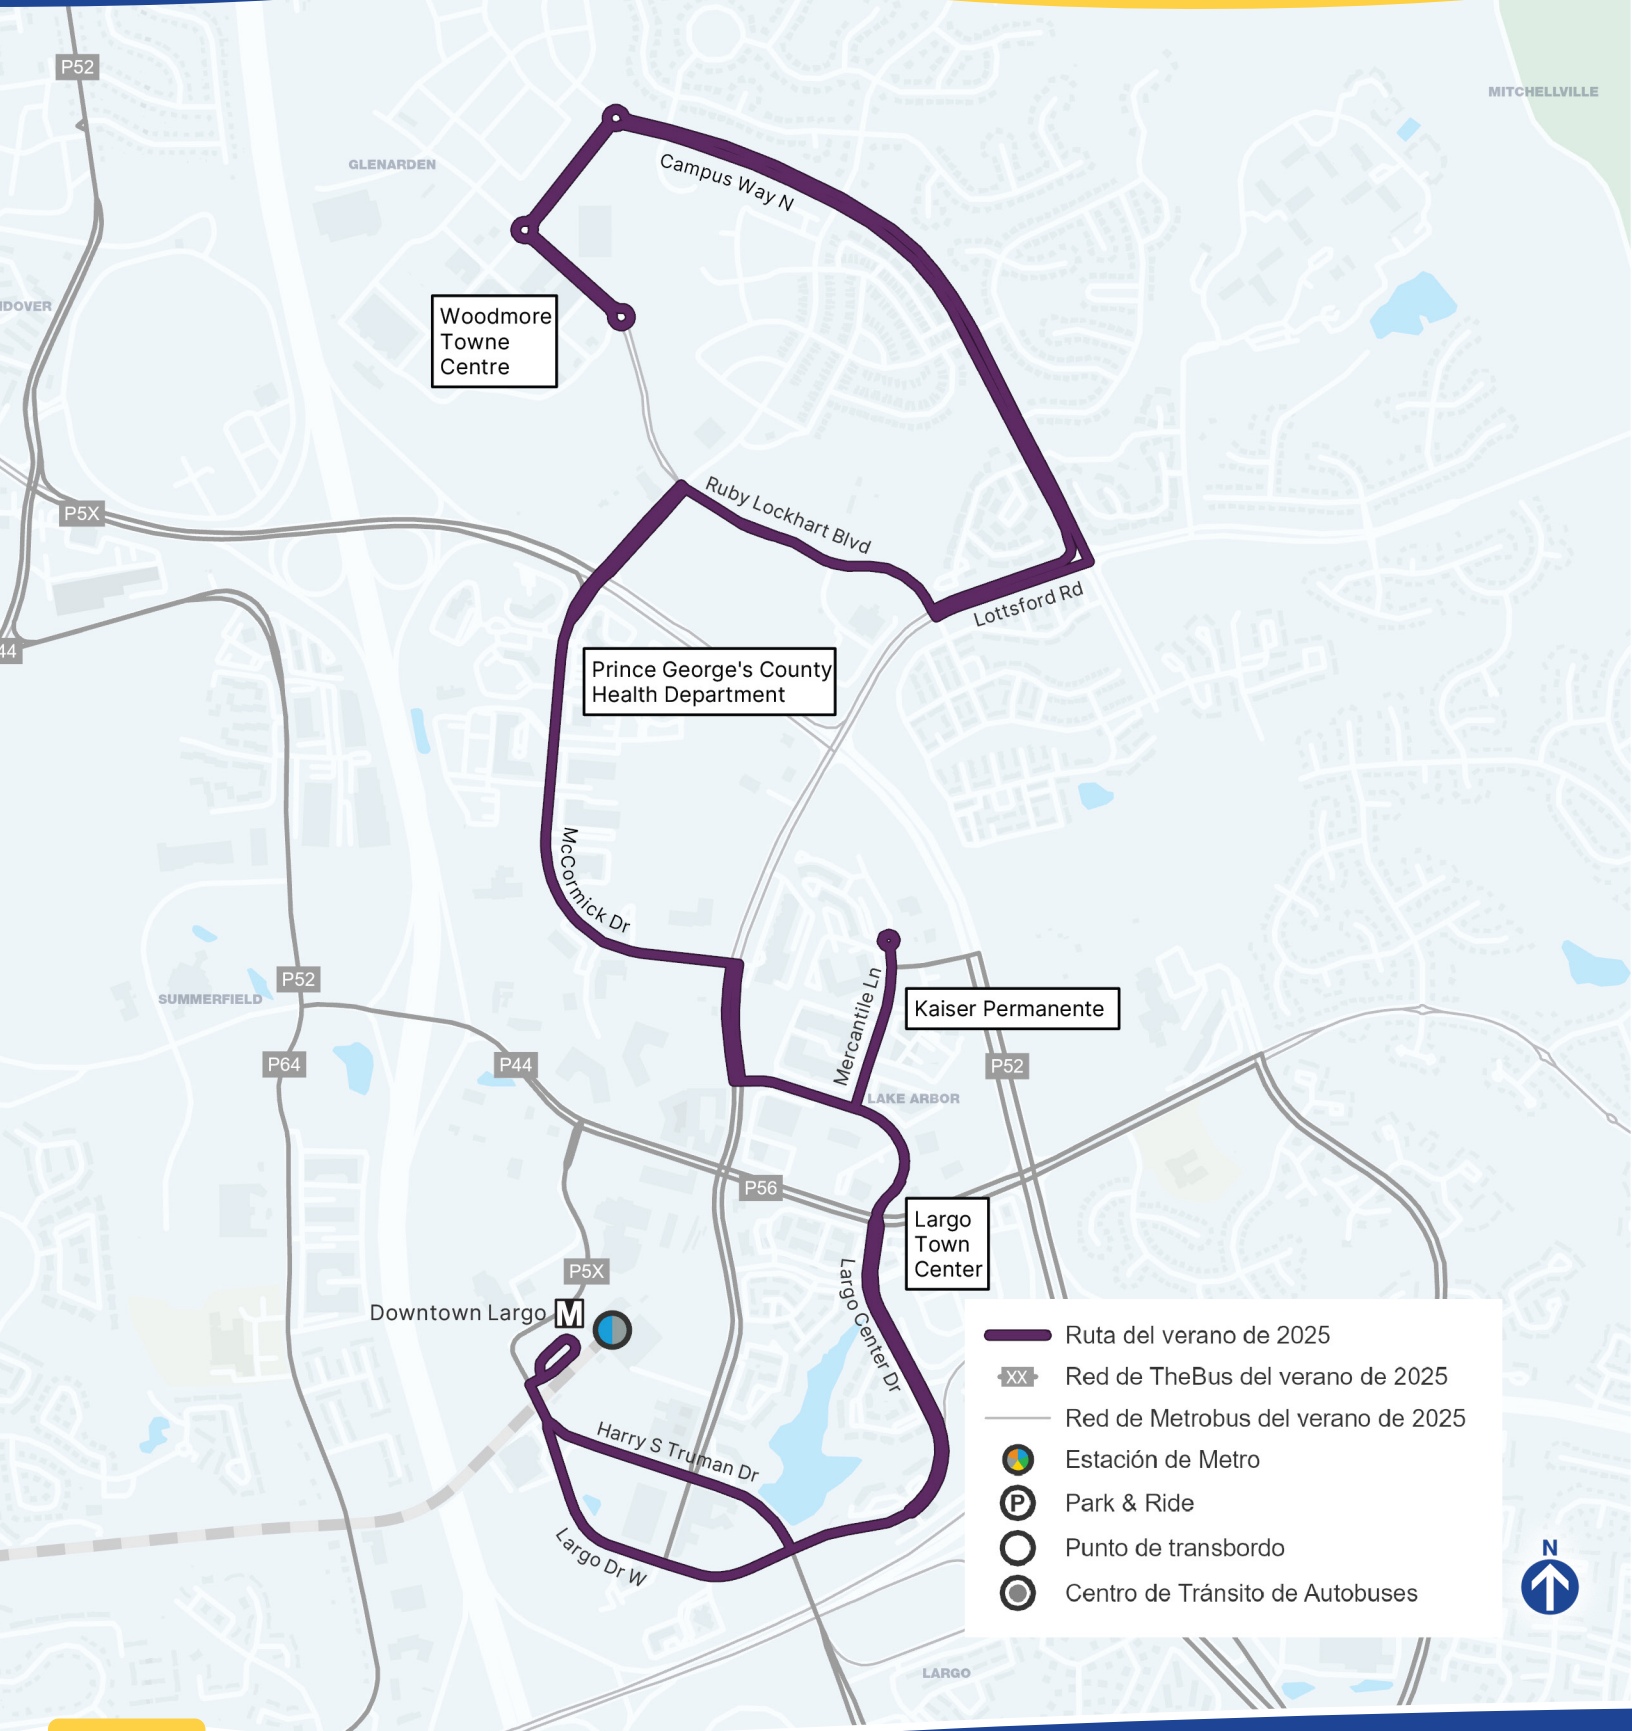 P52
MITCHELLVILLE
GLENARDEN
Campus Way N
Woodmore
Towne
Centre
P5X
Ruby Lockhart Blvd
Lottsford Rd
44
Prince George's County
Health Department
McCormick Dr
P52
SUMMERFIELD
Mercantile Ln
Kaiser Permanente
P64
P44
P52
LAKE ARBOR
P56
Largo
Town
Center
P5X
Largo Center Dr
Downtown Largo
M
Harry S Truman Dr
Largo Dr W
Ruta del verano de 2025
XX
Red de TheBus del verano de 2025
Red de Metrobus del verano de 2025
Estación de Metro
P
Park & Ride
Punto de transbordo
Centro de Tránsito de Autobuses
N
LARGO